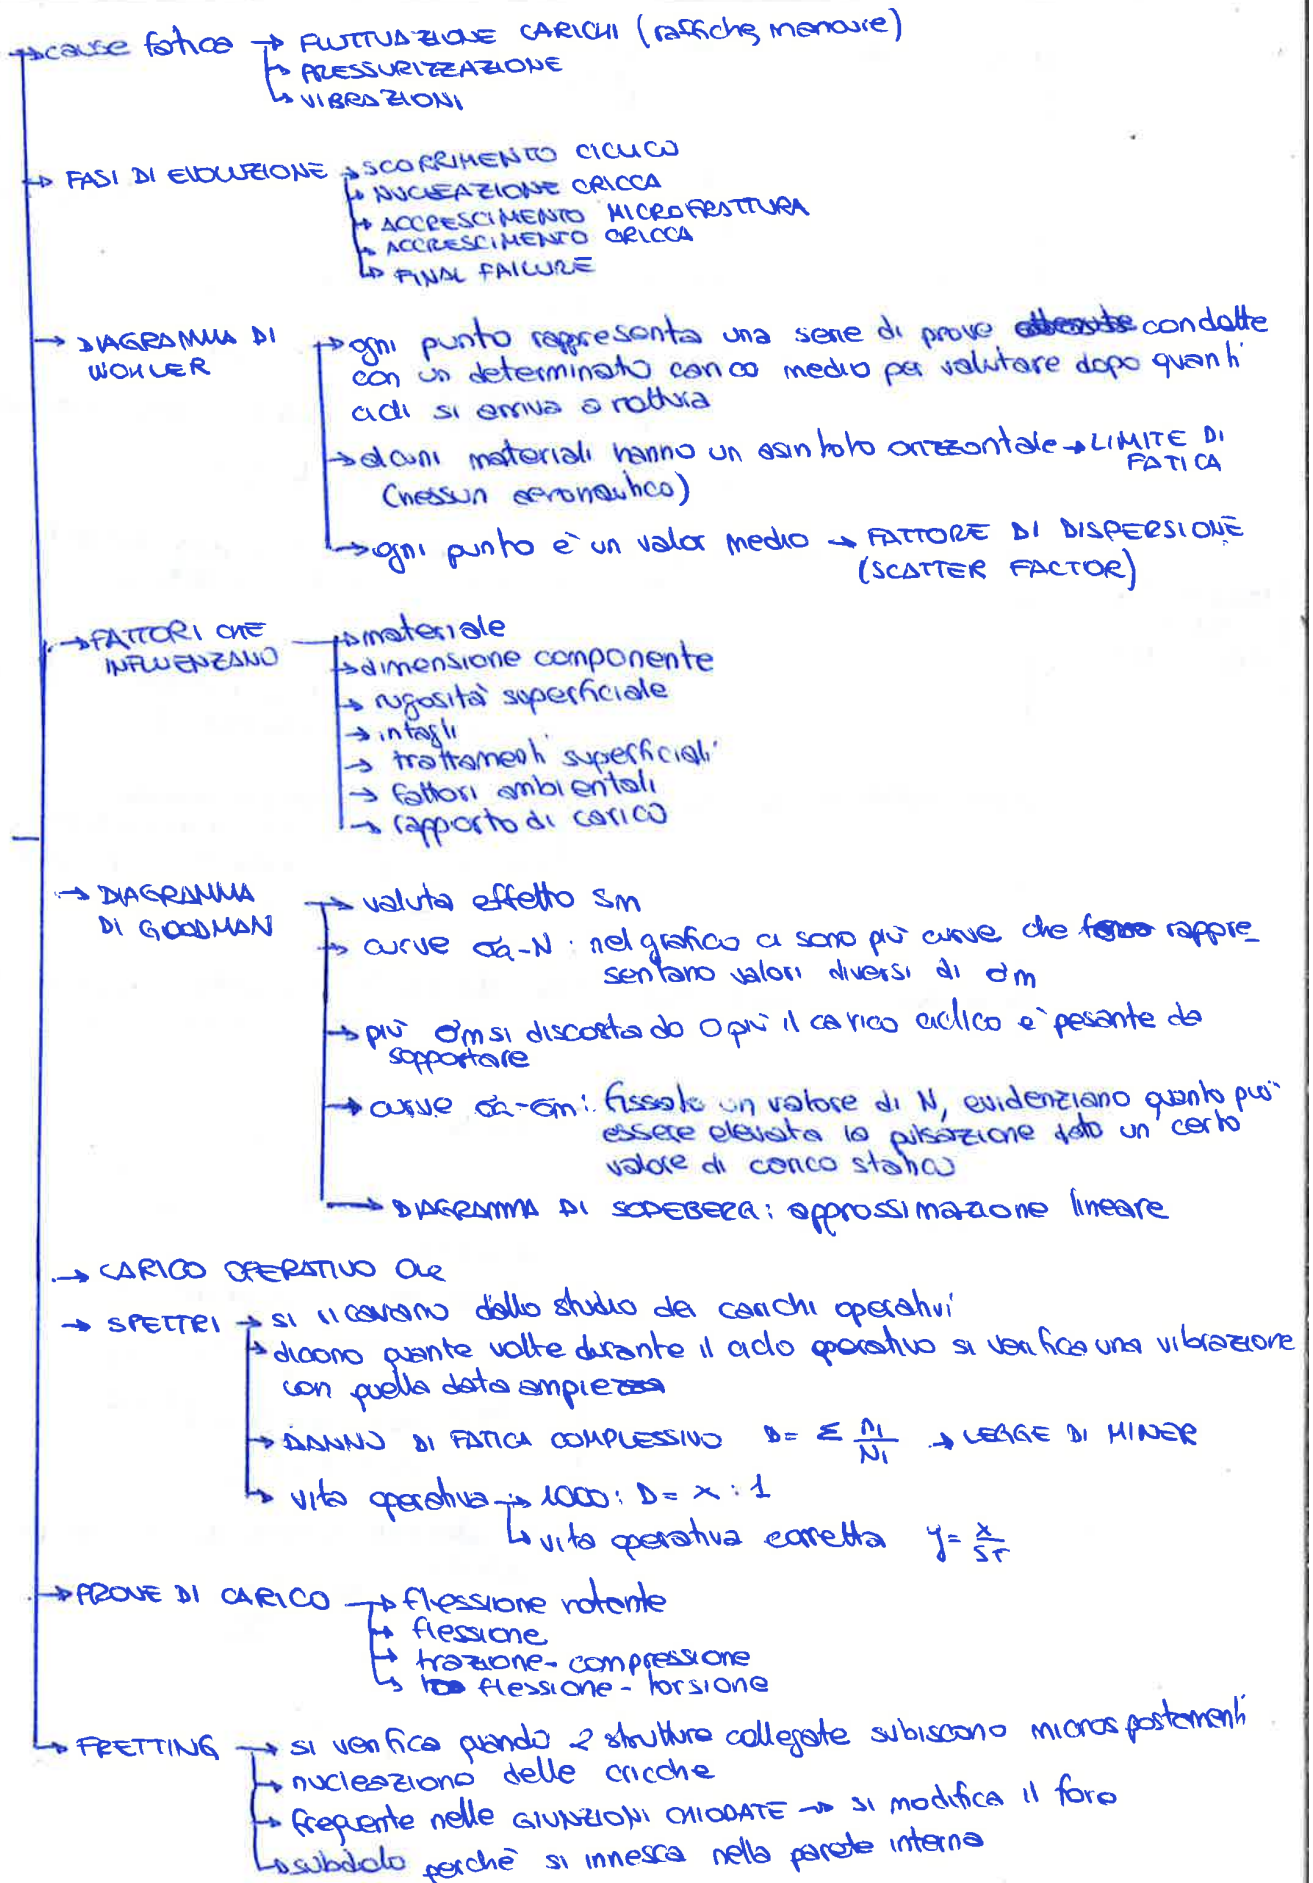 → cause fatica → FLUTTUAZIONE CARICHI (raffiche, manovre)
→ PRESSURIZZAZIONE
→ VIBRAZIONI
→ FASI DI EVOLUZIONE → SCORRIMENTO CICLICO
→ NUCLEAZIONE CRICCA
→ ACCRESCIMENTO MICROFRATTURA
→ ACCRESCIMENTO CRICCA
→ FINAL FAILURE
→ DIAGRAMMA DI WOHLER → ogni punto rappresenta una serie di prove condotte
con un determinato carico medio per valutare dopo quanti
cicli si arriva a rottura
→ alcuni materiali hanno un asintoto orizzontale → LIMITE DI FATICA
(nessun aeronautico)
→ ogni punto è un valor medio → FATTORE DI DISPERSIONE
(SCATTER FACTOR)
→ FATTORI CHE INFLUENZANO → materiale
→ dimensione componente
→ rugosità superficiale
→ intagli
→ trattamenti superficiali
→ fattori ambientali
→ rapporto di carico
→ DIAGRAMMA DI GOODMAN → valuta effetto Sm
→ curve σa-N : nel grafico ci sono più curve che rappre_
sentano valori diversi di σm
→ più σm si discosta da 0 più il carico ciclico è pesante da
sopportare
→ curve σa-σm: fissato un valore di N, evidenziano quanto può
essere elevata la pulsazione dato un certo
valore di carico statico
→ DIAGRAMMA DI SODEBERG: approssimazione lineare
→ CARICO OPERATIVO
→ SPETTRI → si ricavano dallo studio dei carichi operativi
→ dicono quante volte durante il ciclo operativo si verifica una vibrazione
con quella data ampiezza
→ DANNO DI FATICA COMPLESSIVO D= Σ ni/Ni → LEGGE DI MINER
→ vita operativa → 1000 : D = x : 1
→ vita operativa corretta y= x/SF
→ PROVE DI CARICO → flessione rotante
→ flessione
→ trazione-compressione
→ flessione-torsione
→ FRETTING → si verifica quando 2 strutture collegate subiscono microspostamenti
→ nucleaziono delle cricche
→ frequente nelle GIUNZIONI CHIODATE → si modifica il foro
→ subdolo perchè si innesca nella parete interna